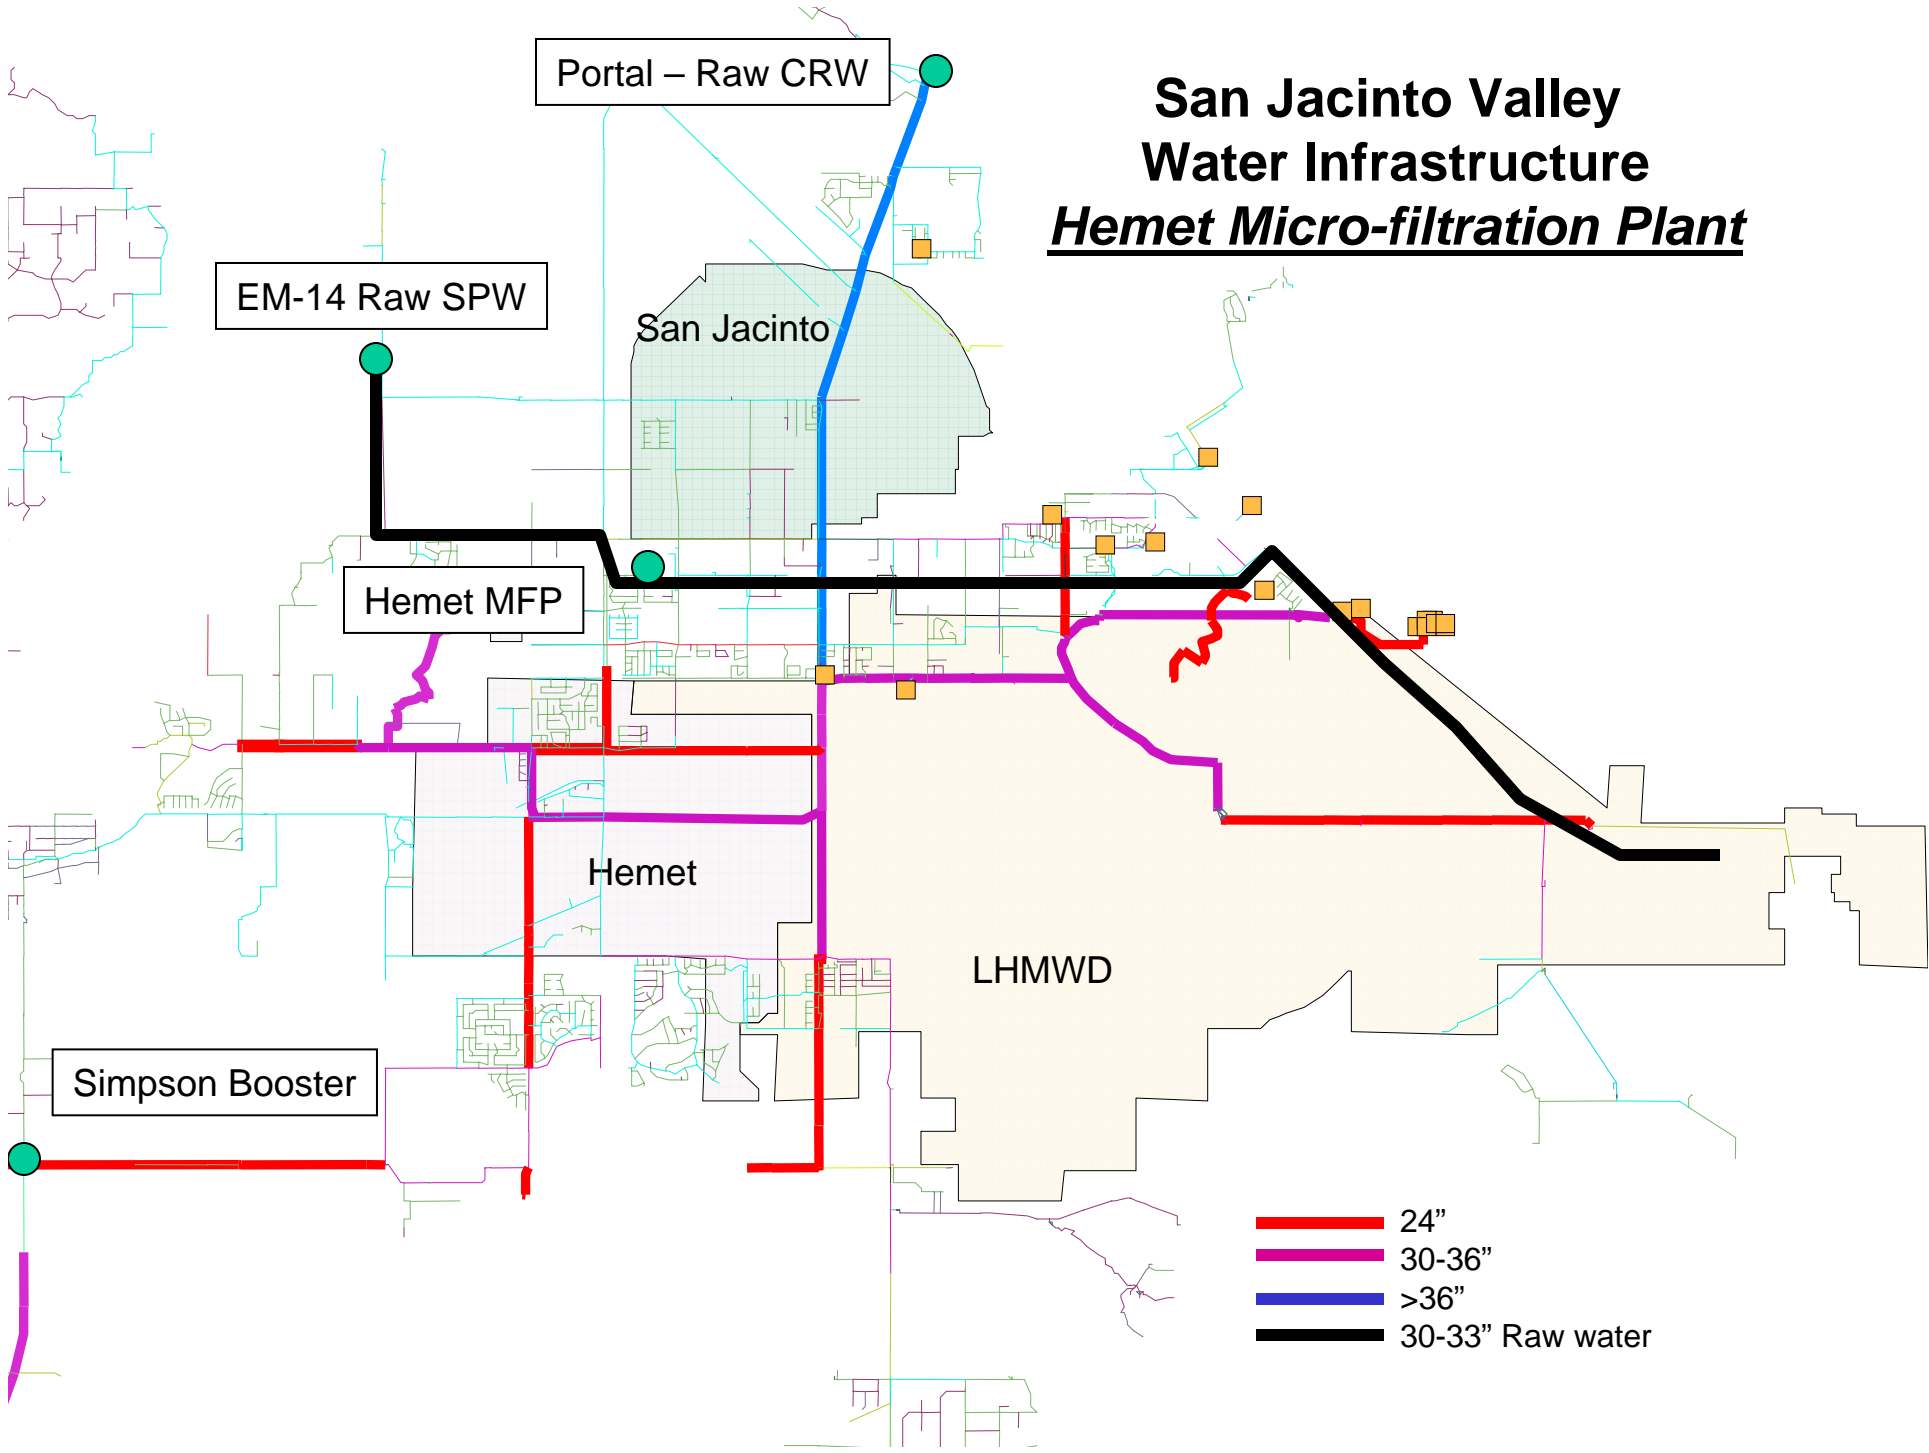 Portal – Raw CRW
San Jacinto Valley
Water Infrastructure
Hemet Micro-filtration Plant
EM-14 Raw SPW
San Jacinto
Hemet MFP
Hemet
LHMWD
Simpson Booster
24”
30-36”
>36”
30-33” Raw water